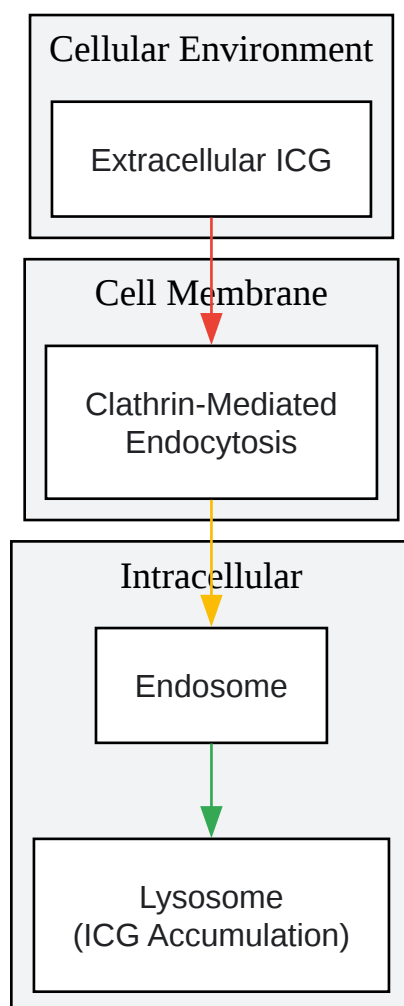 Cellular Environment
Extracellular ICG
Cell Membrane
Clathrin-Mediated
Endocytosis
Intracellular
Endosome
Lysosome
(ICG Accumulation)